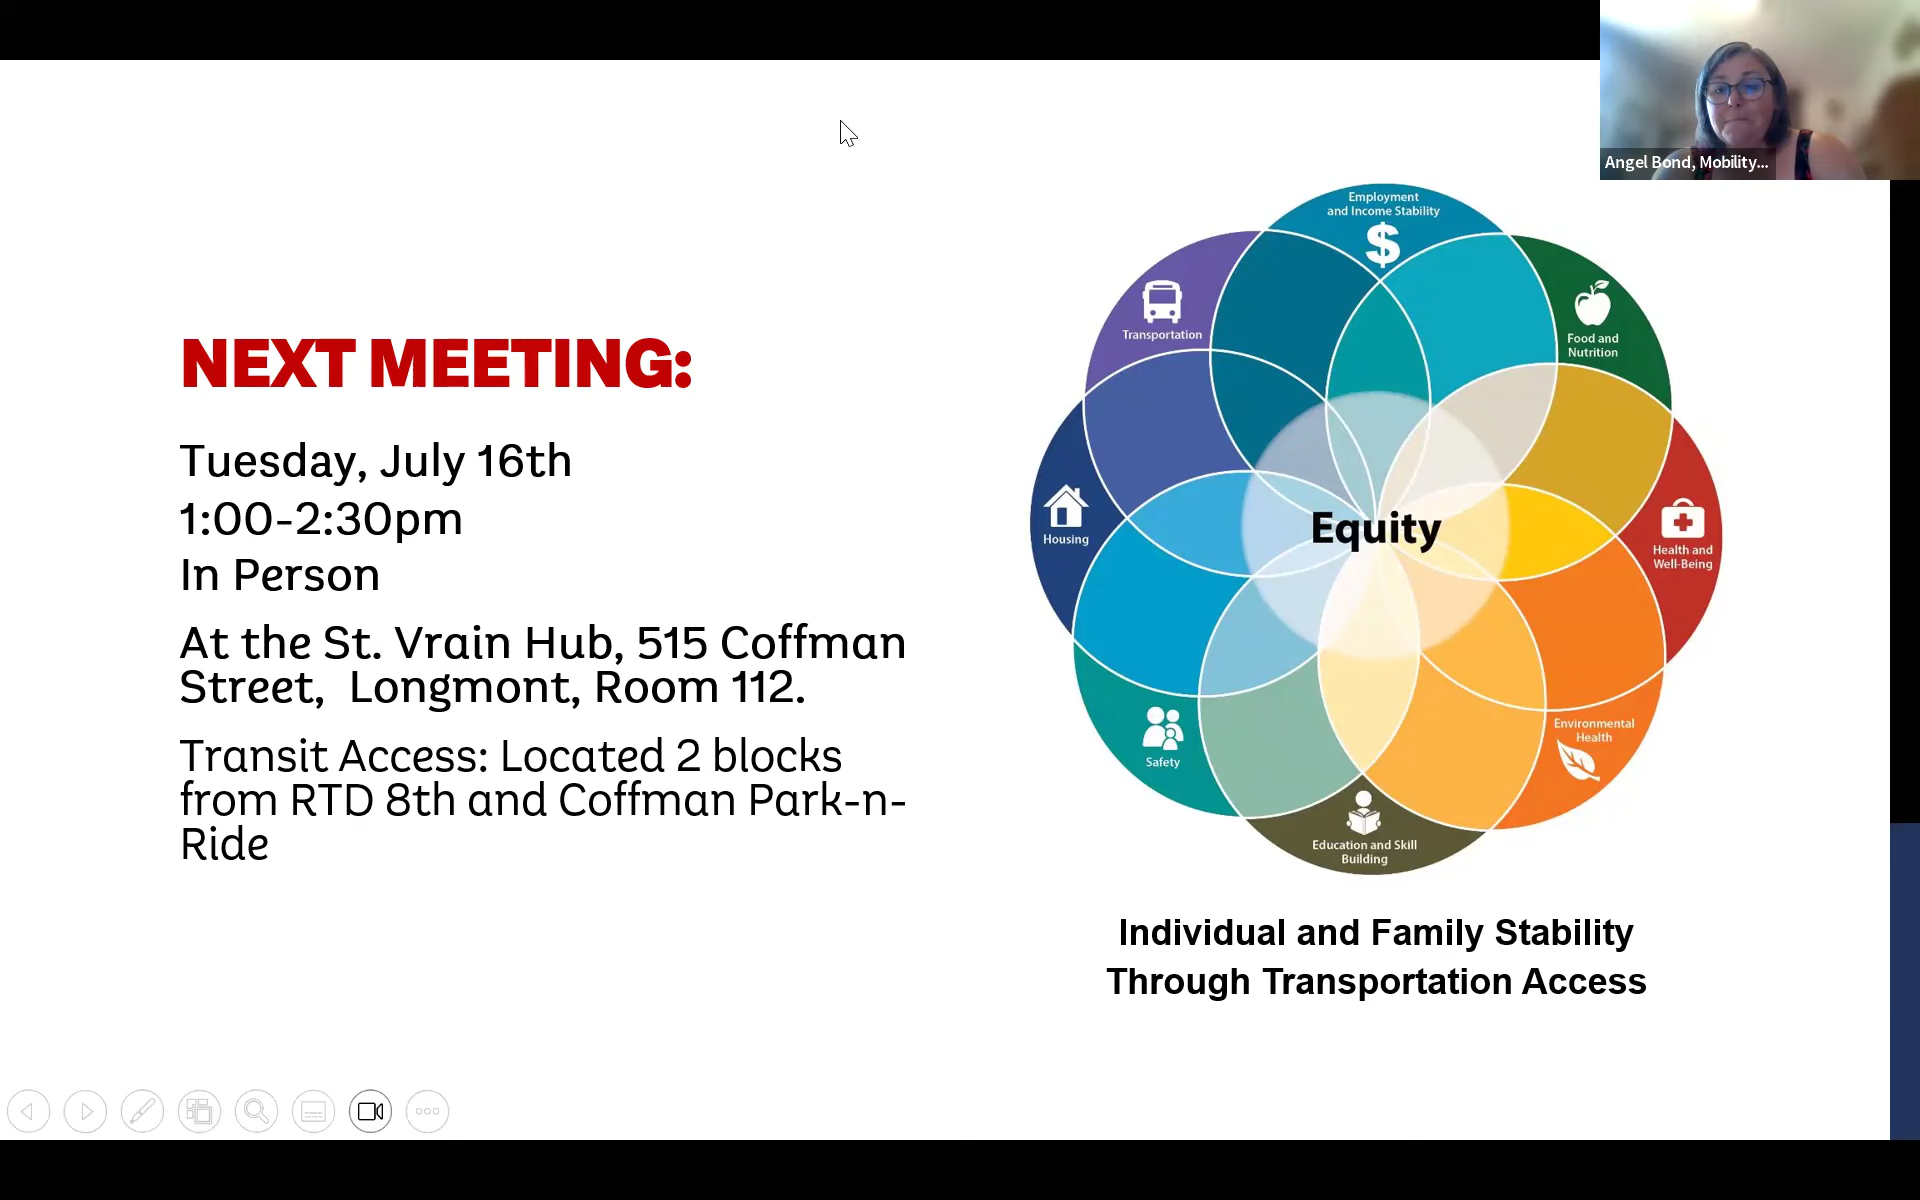 Angel Bond, Mobility...
NEXT MEETING:
Tuesday, July 16th
1:00-2:30pm
In Person
At the St. Vrain Hub, 515 Coffman
Street,  Longmont, Room 112.
Transit Access: Located 2 blocks
from RTD 8th and Coffman Park-n-
Ride
Employment
and Income Stability
$
Transportation
Food and
Nutrition
Housing
Equity
Health and
Well-Being
Safety
Environmental
Health
Education and Skill
Building
Individual and Family Stability
Through Transportation Access